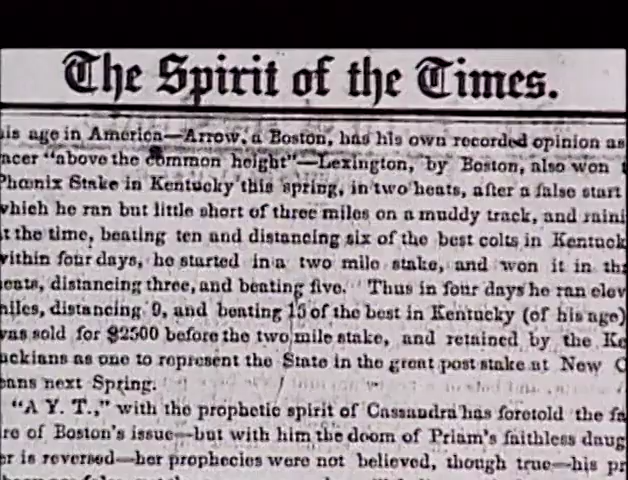 The Spirit of the Times.
is age in America—Arrow, a Boston, has his own recorded opinion as
acer "above the common height"—Lexington, by Boston, also won t
Phœnix Stake in Kentucky this spring, in two heats, after a false start
which he ran but little short of three miles on a muddy track, and raini
t the time, beating ten and distancing six of the best colts in Kentuck
within four days, he started in a two mile stake, and won it in th
eats, distancing three, and beating five. Thus in four days he ran elev
iles, distancing 9, and beating 15 of the best in Kentucky (of his age)
was sold for $2500 before the two mile stake, and retained by the Ke
uckians as one to represent the State in the great post stake at New O
eans next Spring.
"A Y. T.," with the prophetic spirit of Cassandra has foretold the fa
re of Boston's issue—but with him the doom of Priam's faithless daug
er is reversed—her prophecies were not believed, though true—his pr